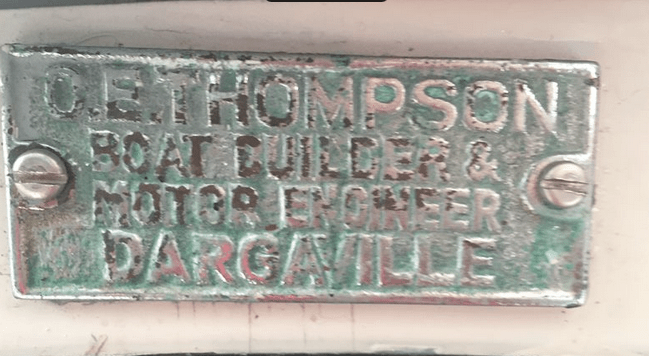 C.E.THOMPSON
BOAT BUILDER &
MOTOR ENGINEER
DARGAVILLE